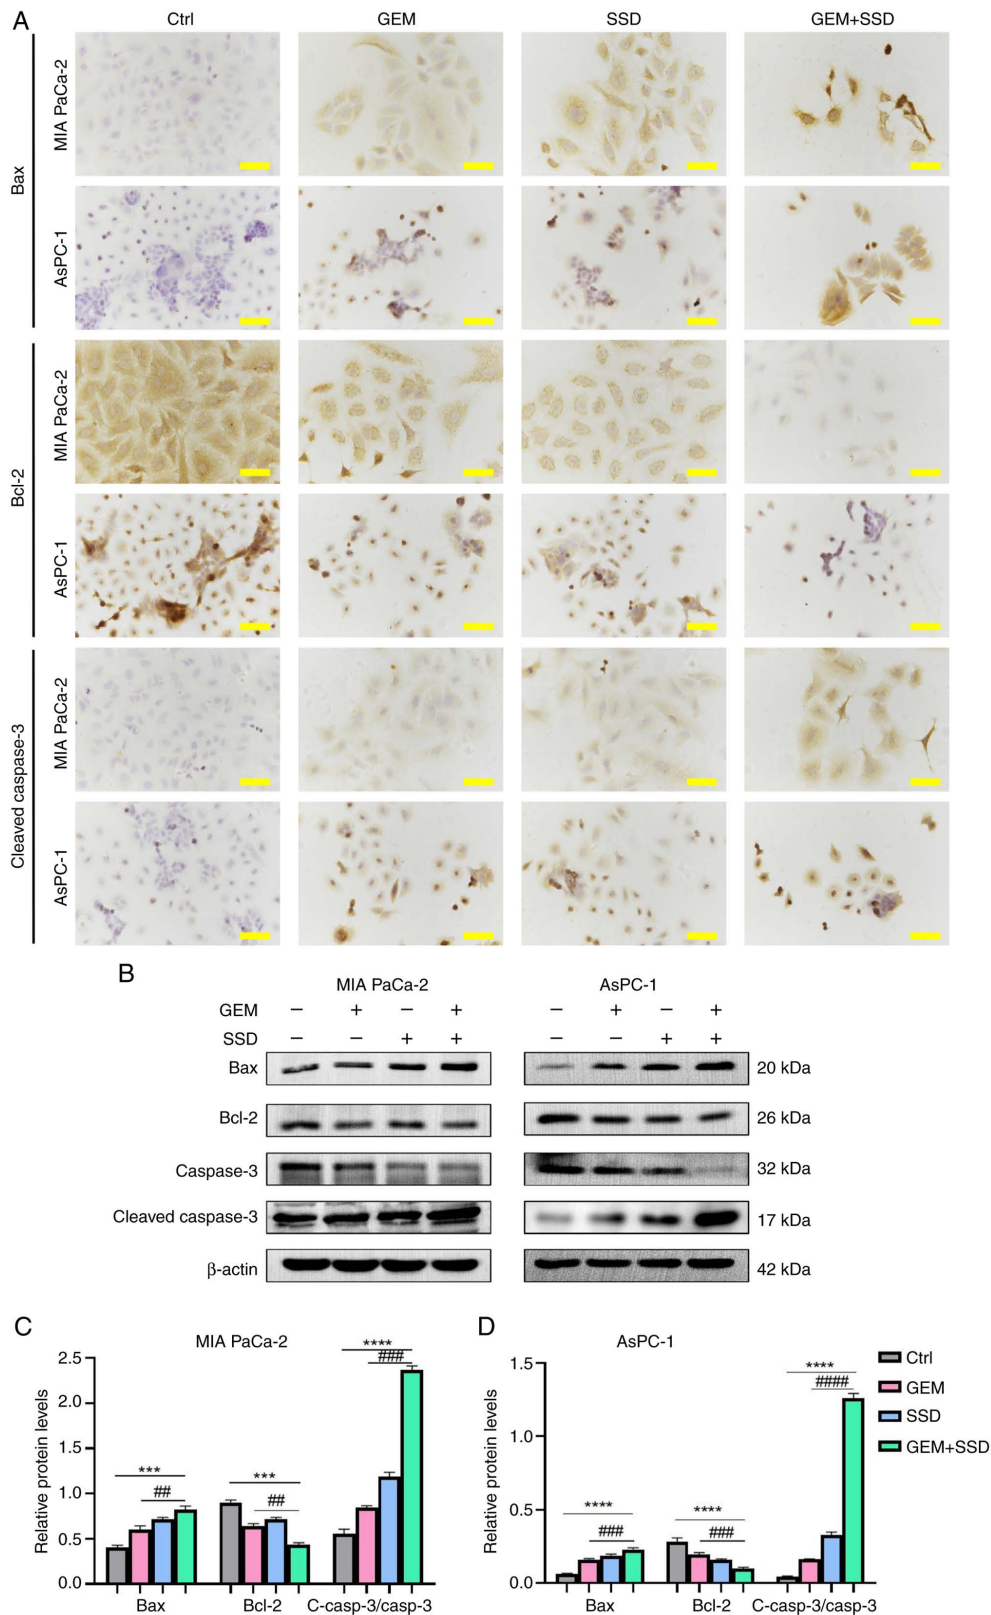 A
Ctrl GEM SSD GEM+SSD
Bax
MIA PaCa-2
AsPC-1
Bcl-2
MIA PaCa-2
AsPC-1
Cleaved caspase-3
MIA PaCa-2
AsPC-1
B
MIA PaCa-2 AsPC-1
GEM − + − + − + − +
SSD − − + + − − + +
Bax 20 kDa
Bcl-2 26 kDa
Caspase-3 32 kDa
Cleaved caspase-3 17 kDa
β-actin 42 kDa
C
MIA PaCa-2
Relative protein levels
2.5
2.0
1.5
1.0
0.5
0.0
***
##
***
##
****
###
Bax Bcl-2 C-casp-3/casp-3
D
AsPC-1
Relative protein levels
1.5
1.0
0.5
0.0
****
###
****
###
****
####
Bax Bcl-2 C-casp-3/casp-3
Ctrl
GEM
SSD
GEM+SSD